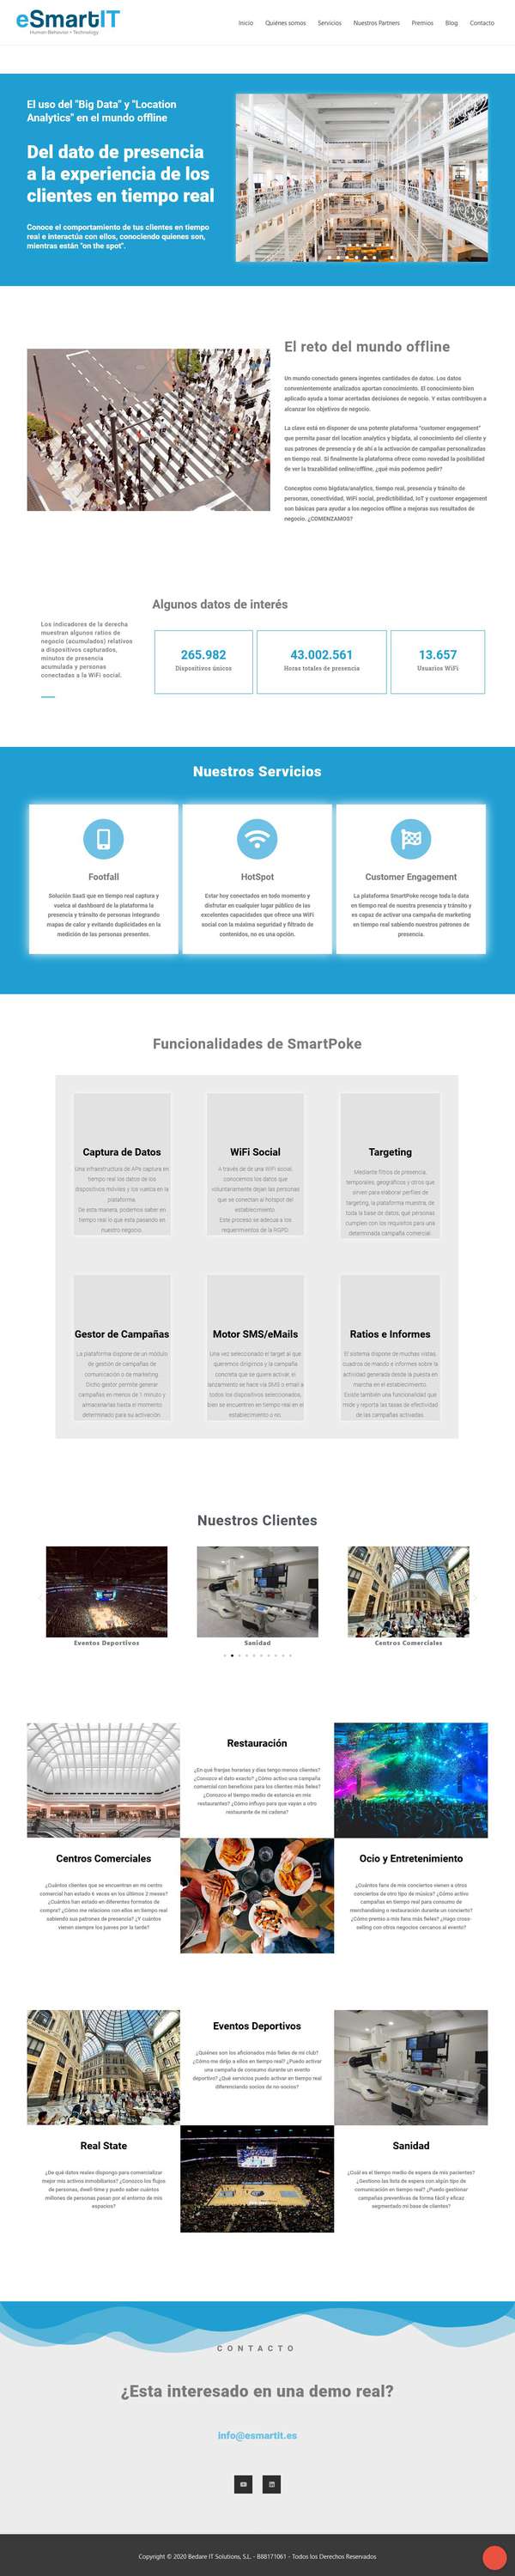 eSmartIT
Human Behavior + Technology
Inicio Quiénes somos Servicios Nuestros Partners Premios Blog Contacto
El uso del "Big Data" y "Location
Analytics" en el mundo offline
Del dato de presencia
a la experiencia de los
clientes en tiempo real
Conoce el comportamiento de tus clientes en tiempo
real e interactúa con ellos, conociendo quienes son,
mientras están "on the spot".
El reto del mundo offline
Un mundo conectado genera ingentes cantidades de datos. Los datos
convenientemente analizados aportan conocimiento. El conocimiento bien
aplicado ayuda a tomar acertadas decisiones de negocio. Y estas contribuyen a
alcanzar los objetivos de negocio.
La clave está en disponer de una potente plataforma "customer engagement"
que permita pasar del location analytics y bigdata, al conocimiento del cliente y
sus patrones de presencia y de ahí a la activación de campañas personalizadas
en tiempo real. Si finalmente la plataforma ofrece como novedad la posibilidad
de ver la trazabilidad online/offline, ¿qué más podemos pedir?
Conceptos como bigdata/analytics, tiempo real, presencia y tránsito de
personas, conectividad, WiFi social, predictibilidad, IoT y customer engagement
son básicas para ayudar a los negocios offline a mejoras sus resultados de
negocio. ¿COMENZAMOS?
Algunos datos de interés
Los indicadores de la derecha
muestran algunos ratios de
negocio (acumulados) relativos
a dispositivos capturados,
minutos de presencia
acumulada y personas
conectadas a la WiFi social.
265.982
Dispositivos únicos
43.002.561
Horas totales de presencia
13.657
Usuarios WiFi
Nuestros Servicios
Footfall
Solución SaaS que en tiempo real captura y
vuelca al dashboard de la plataforma la
presencia y tránsito de personas integrando
mapas de calor y evitando duplicidades en la
medición de las personas presentes.
HotSpot
Estar hoy conectados en todo momento y
disfrutar en cualquier lugar público de las
excelentes capacidades que ofrece una WiFi
social con la máxima seguridad y filtrado de
contenidos, no es una opción.
Customer Engagement
La plataforma SmartPoke recoge toda la data
en tiempo real de nuestra presencia y tránsito y
es capaz de activar una campaña de marketing
en tiempo real sabiendo nuestros patrones de
presencia.
Funcionalidades de SmartPoke
Captura de Datos
Una infraestructura de APs captura en
tiempo real los datos de los
dispositivos móviles y los vuelca en la
plataforma.
De esta manera, podemos saber en
tiempo real lo que está pasando en
nuestro negocio.
WiFi Social
A través de de una WiFi social,
conocemos los datos que
voluntariamente dejan las personas
que se conectan al hotspot del
establecimiento.
Este proceso se adecua a los
requerimientos de la RGPD.
Targeting
Mediante filtros de presencia,
temporales, geográficos y otros que
sirven para elaborar perfiles de
targeting, la plataforma muestra, de
toda la base de datos, qué personas
cumplen con los requisitos para una
determinada campaña comercial.
Gestor de Campañas
La plataforma dispone de un módulo
de gestión de campañas de
comunicación o de marketing.
Dicho gestor permite generar
campañas en menos de 1 minuto y
almacenarlas hasta el momento
determinado para su activación.
Motor SMS/eMails
Una vez seleccionado el target al que
queremos dirigirnos y la campaña
concreta que se quiere activar, el
lanzamiento se hace vía SMS o email a
todos los dispositivos seleccionados,
bien se encuentren en tiempo real en el
establecimiento o no.
Ratios e Informes
El sistema dispone de muchas vistas,
cuadros de mando e informes sobre la
actividad generada desde la puesta en
marcha en el establecimiento.
Existe también una funcionalidad que
mide y reporta las tasas de efectividad
de las campañas activadas.
Nuestros Clientes
Eventos Deportivos
Sanidad
Centros Comerciales
Restauración
¿En qué franjas horarias y días tengo menos clientes?
¿Conozco el dato exacto? ¿Cómo activo una campaña
comercial con beneficios para los clientes más fieles?
¿Conozco el tiempo medio de estancia en mis
restaurantes? ¿Cómo influyo para que vayan a otro
restaurante de mi cadena?
Centros Comerciales
¿Cuántos clientes que se encuentran en mi centro
comercial han estado 6 veces en los últimos 2 meses?
¿Cuántos han estado en diferentes formatos de
compra? ¿Cómo me relaciono con ellos en tiempo real
sabiendo sus patrones de presencia? ¿Y cuántos
vienen siempre los jueves por la tarde?
Ocio y Entretenimiento
¿Cuántos fans de mis conciertos vienen a otros
conciertos de otro tipo de música? ¿Cómo activo
campañas en tiempo real para consumo de
merchandising o restauración durante un concierto?
¿Cómo premio a mis fans más fieles? ¿Hago cross-
selling con otros negocios cercanos al evento?
Eventos Deportivos
¿Quiénes son los aficionados más fieles de mi club?
¿Cómo me dirijo a ellos en tiempo real? ¿Puedo activar
una campaña de consumo durante un evento
deportivo? ¿Qué servicios puedo activar en tiempo real
diferenciando socios de no-socios?
Real State
¿De qué datos reales dispongo para comercializar
mejor mis activos inmobiliarios? ¿Conozco los flujos
de personas, dwell-time y puedo saber cuántos
millones de personas pasan por el entorno de mis
espacios?
Sanidad
¿Cuál es el tiempo medio de espera de mis pacientes?
¿Gestiono las lista de espera con algún tipo de
comunicación en tiempo real? ¿Puedo gestionar
campañas preventivas de forma fácil y eficaz
segmentado mi base de clientes?
CONTACTO
¿Esta interesado en una demo real?
info@esmartit.es
Copyright © 2020 Bedare IT Solutions, S.L. - B88171061 - Todos los Derechos Reservados